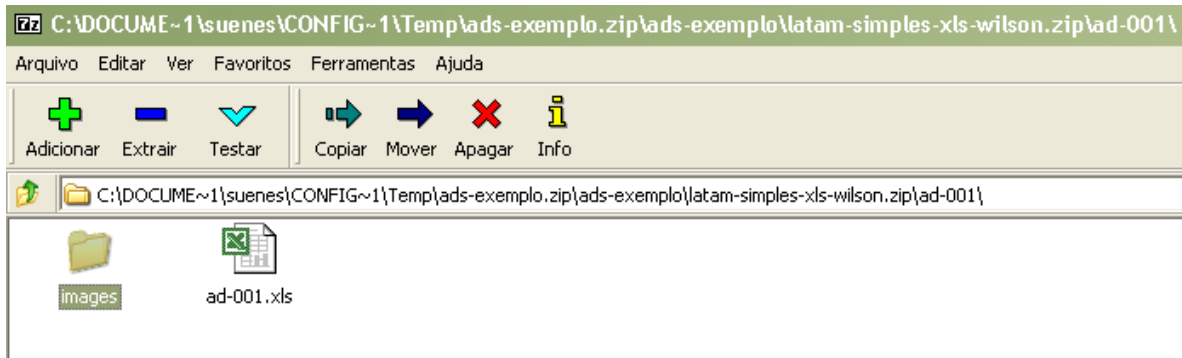 7z C:\DOCUME~1\suenes\CONFIG~1\Temp\ads-exemplo.zip\ads-exemplo\latam-simples-xls-wilson.zip\ad-001\
Arquivo Editar Ver Favoritos Ferramentas Ajuda
Adicionar Extrair Testar Copiar Mover Apagar Info
C:\DOCUME~1\suenes\CONFIG~1\Temp\ads-exemplo.zip\ads-exemplo\latam-simples-xls-wilson.zip\ad-001\
images ad-001.xls